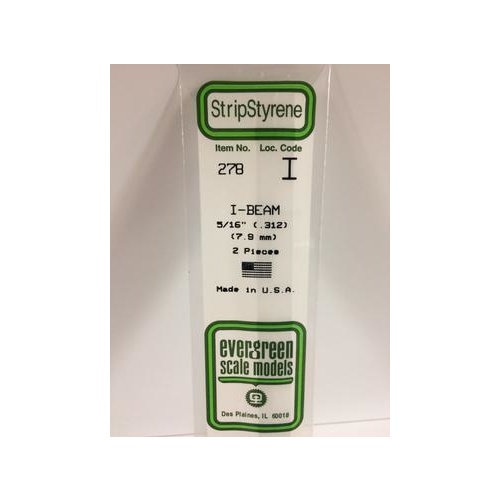 StripStyrene
Item No. Loc. Code
278 I
I-BEAM
5/16" (.312)
(7.9 mm)
2 Pieces
Made in U.S.A.
evergreen
scale models
Des Plaines, IL 60018